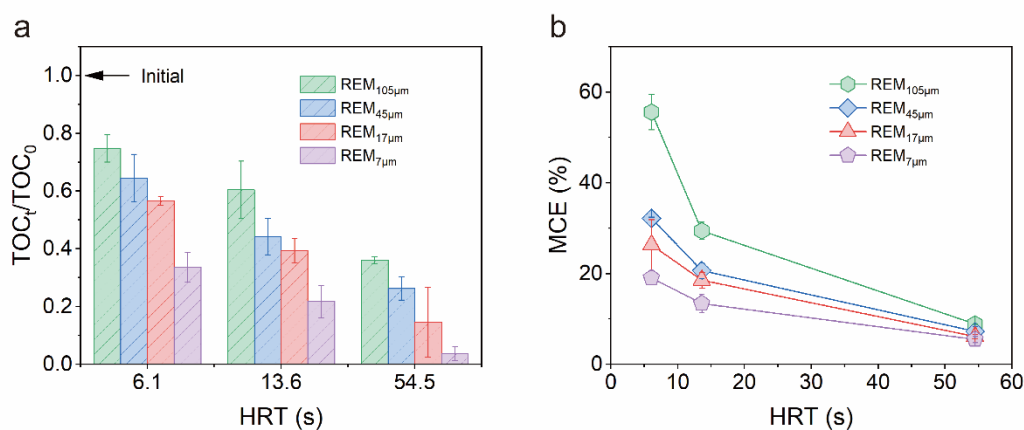 a
TOCt/TOC0
1.0
0.8
0.6
0.4
0.2
0.0
Initial
REM105μm
REM45μm
REM17μm
REM7μm
6.1
13.6
54.5
HRT (s)
b
MCE (%)
60
40
20
0
REM105μm
REM45μm
REM17μm
REM7μm
0
10
20
30
40
50
60
HRT (s)